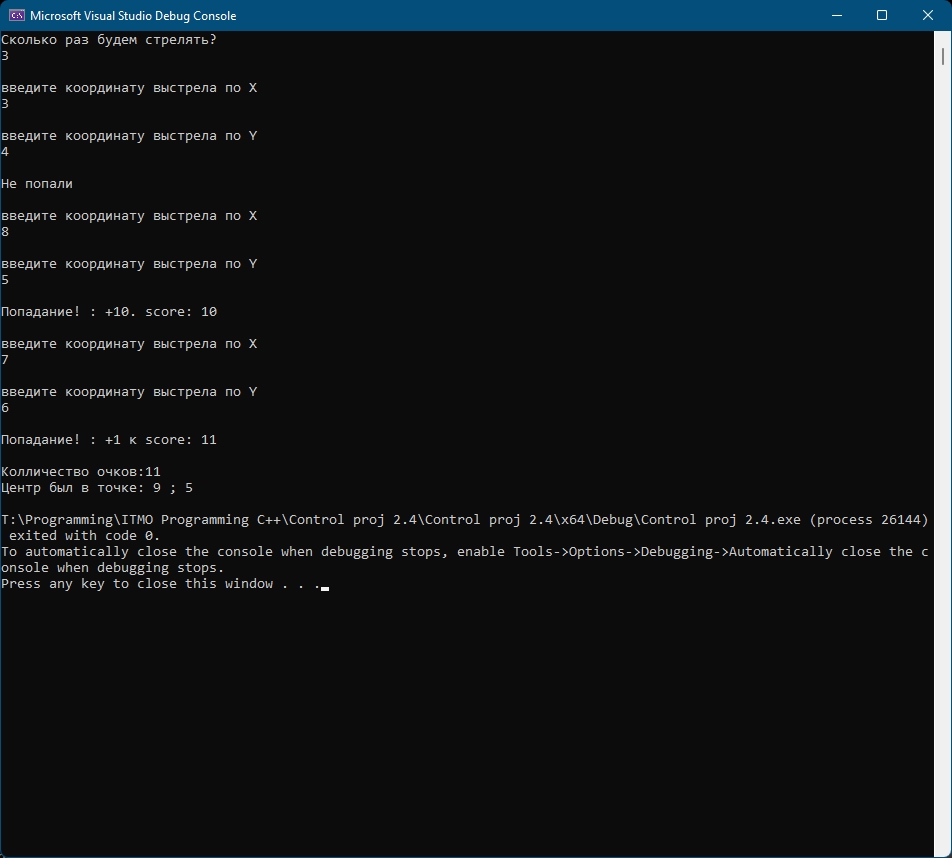 Microsoft Visual Studio Debug Console
Сколько раз будем стрелять?
3
введите координату выстрела по X
3
введите координату выстрела по Y
4
Не попали
введите координату выстрела по X
8
введите координату выстрела по Y
5
Попадание! : +10. score: 10
введите координату выстрела по X
7
введите координату выстрела по Y
6
Попадание! : +1 к score: 11
Колличество очков:11
Центр был в точке: 9 ; 5
T:\Programming\ITMO Programming C++\Control proj 2.4\Control proj 2.4\x64\Debug\Control proj 2.4.exe (process 26144)
exited with code 0.
To automatically close the console when debugging stops, enable Tools->Options->Debugging->Automatically close the c
onsole when debugging stops.
Press any key to close this window . . .